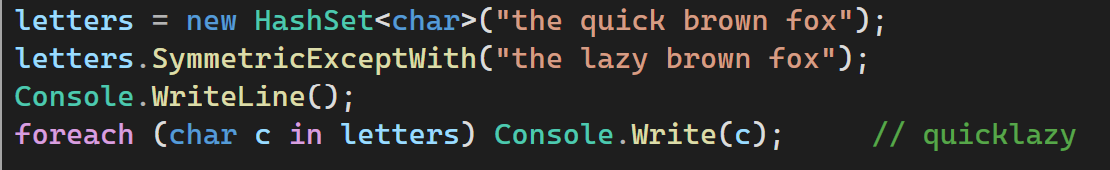 letters = new HashSet<char>("the quick brown fox");
letters.SymmetricExceptWith("the lazy brown fox");
Console.WriteLine();
foreach (char c in letters) Console.Write(c);     // quicklazy